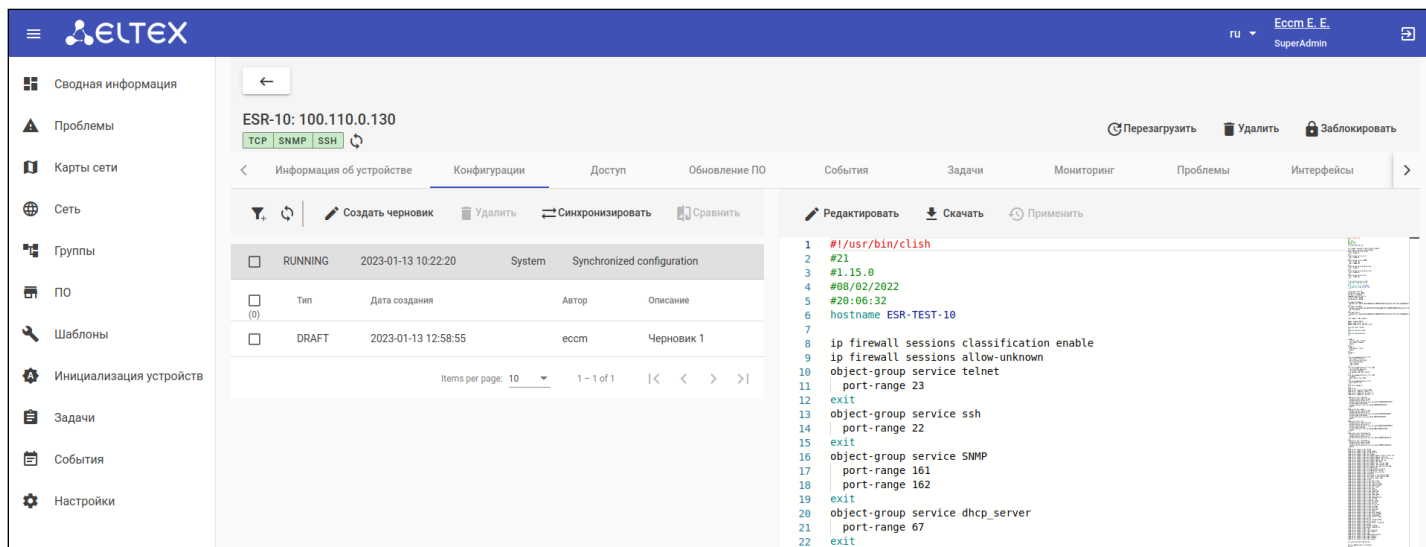 ELTEX
ru
Eccm E. E.
SuperAdmin
Сводная информация
Проблемы
Карты сети
Сеть
Группы
ПО
Шаблоны
Инициализация устройств
Задачи
События
Настройки
ESR-10: 100.110.0.130
TCP SNMP SSH
Перезагрузить Удалить Заблокировать
Информация об устройстве Конфигурации Доступ Обновление ПО События Задачи Мониторинг Проблемы Интерфейсы
Создать черновик Удалить Синхронизировать Сравнить
RUNNING 2023-01-13 10:22:20 System Synchronized configuration
Тип Дата создания Автор Описание
(0)
DRAFT 2023-01-13 12:58:55 eccm Черновик 1
Items per page: 10 1 – 1 of 1
Редактировать Скачать Применить
1 #!/usr/bin/clish
2 #21
3 #1.15.0
4 #08/02/2022
5 #20:06:32
6 hostname ESR-TEST-10
7
8 ip firewall sessions classification enable
9 ip firewall sessions allow-unknown
10 object-group service telnet
11 port-range 23
12 exit
13 object-group service ssh
14 port-range 22
15 exit
16 object-group service SNMP
17 port-range 161
18 port-range 162
19 exit
20 object-group service dhcp_server
21 port-range 67
22 exit